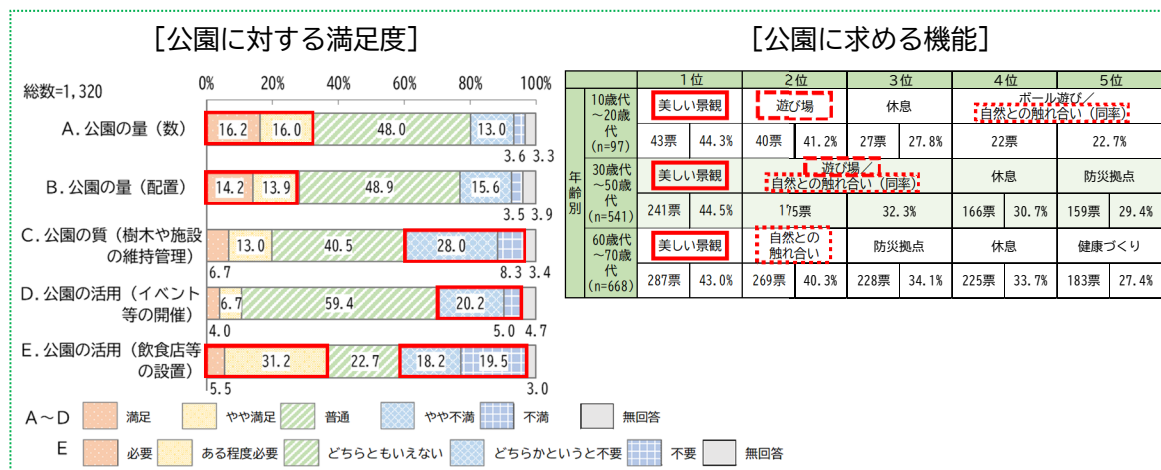 [公園に対する満足度]
総数=1,320
0% 20% 40% 60% 80% 100%
A.公園の量(数)
16.2 16.0 48.0 13.0
3.6 3.3
B.公園の量(配置)
14.2 13.9 48.9 15.6
3.5 3.9
C.公園の質(樹木や施設
の維持管理)
13.0 40.5 28.0
6.7 8.3 3.4
D.公園の活用(イベント
等の開催)
6.7 59.4 20.2
4.0 5.0 4.7
E.公園の活用(飲食店等
の設置)
31.2 22.7 18.2 19.5
5.5 3.0
A~D 満足 やや満足 普通 やや不満 不満 無回答
E 必要 ある程度必要 どちらともいえない どちらかというと不要 不要 無回答
[公園に求める機能]
1位 2位 3位 4位 5位
年齢別
10歳代
~20歳
代
(n=97)
美しい景観 遊び場 休息 ボール遊び/
自然との触れ合い(同率)
43票 44.3% 40票 41.2% 27票 27.8% 22票 22.7%
30歳代
~50歳
代
(n=541)
美しい景観 遊び場/
自然との触れ合い(同率) 休息 防災拠点
241票 44.5% 175票 32.3% 166票 30.7% 159票 29.4%
60歳代
~70歳
代
(n=668)
美しい景観 自然との
触れ合い 防災拠点 休息 健康づくり
287票 43.0% 269票 40.3% 228票 34.1% 225票 33.7% 183票 27.4%